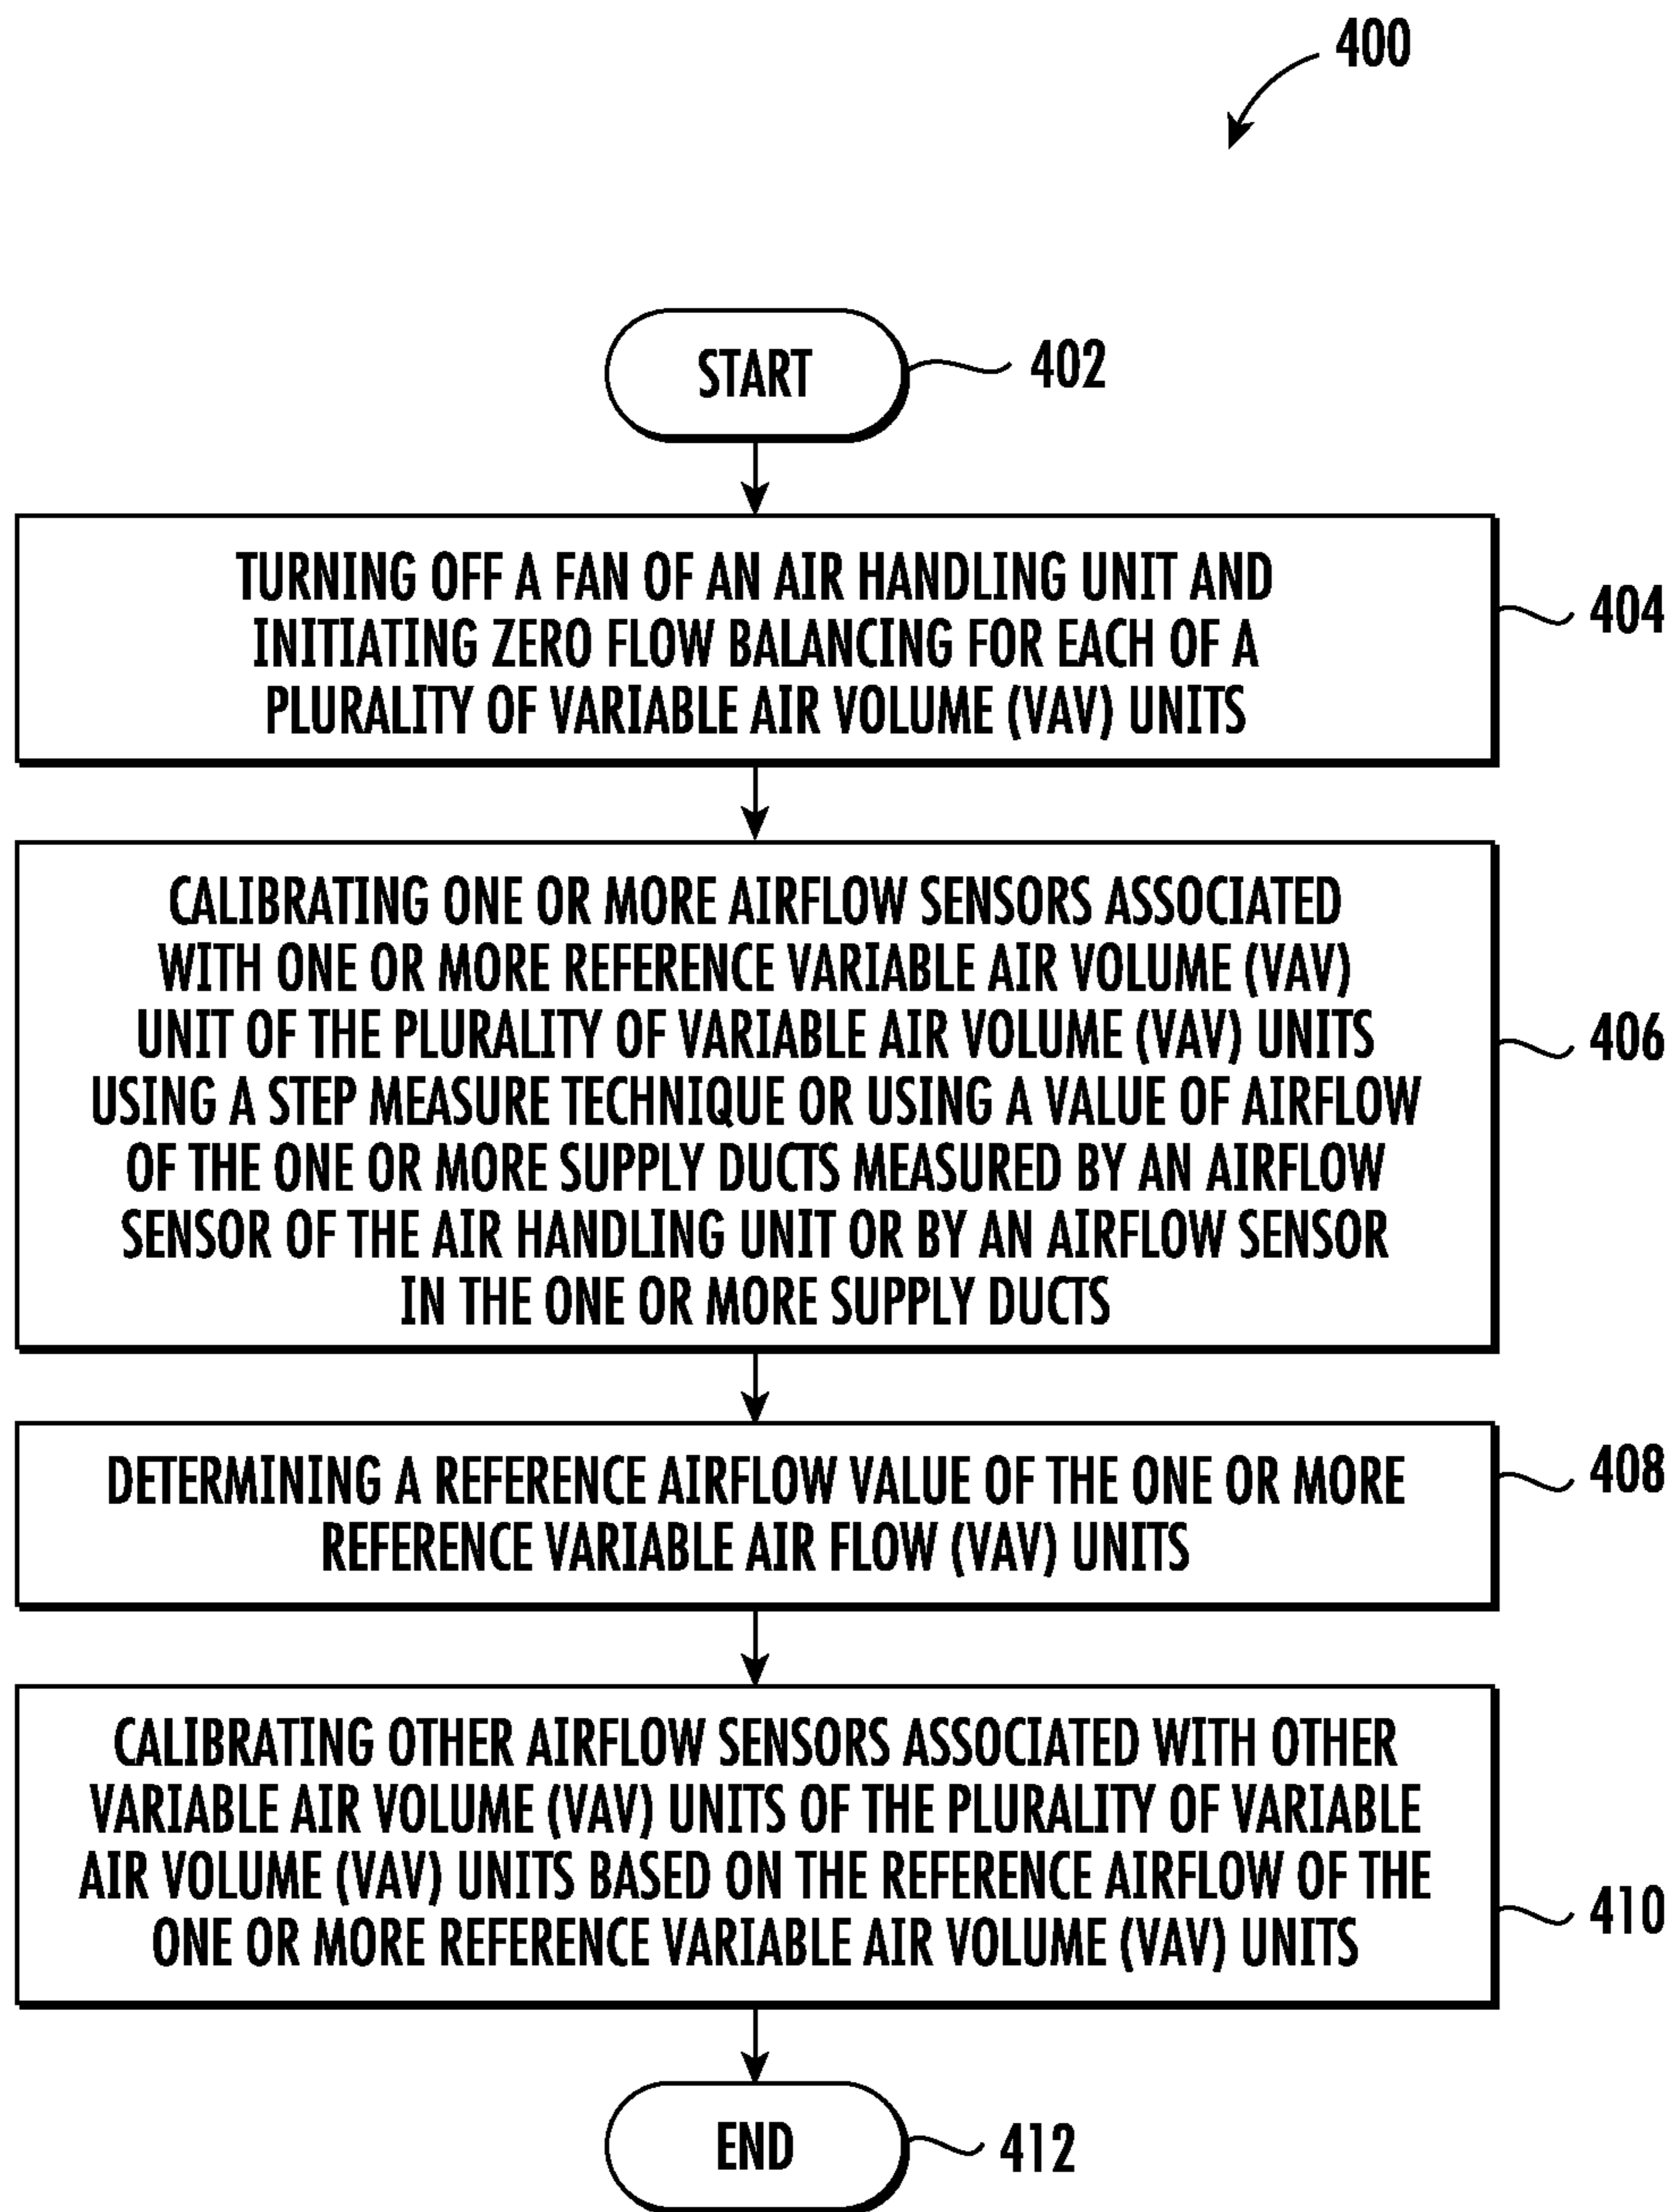 400
START
402
TURNING OFF A FAN OF AN AIR HANDLING UNIT AND
INITIATING ZERO FLOW BALANCING FOR EACH OF A
PLURALITY OF VARIABLE AIR VOLUME (VAV) UNITS
404
CALIBRATING ONE OR MORE AIRFLOW SENSORS ASSOCIATED
WITH ONE OR MORE REFERENCE VARIABLE AIR VOLUME (VAV)
UNIT OF THE PLURALITY OF VARIABLE AIR VOLUME (VAV) UNITS
USING A STEP MEASURE TECHNIQUE OR USING A VALUE OF AIRFLOW
OF THE ONE OR MORE SUPPLY DUCTS MEASURED BY AN AIRFLOW
SENSOR OF THE AIR HANDLING UNIT OR BY AN AIRFLOW SENSOR
IN THE ONE OR MORE SUPPLY DUCTS
406
DETERMINING A REFERENCE AIRFLOW VALUE OF THE ONE OR MORE
REFERENCE VARIABLE AIR FLOW (VAV) UNITS
408
CALIBRATING OTHER AIRFLOW SENSORS ASSOCIATED WITH OTHER
VARIABLE AIR VOLUME (VAV) UNITS OF THE PLURALITY OF VARIABLE
AIR VOLUME (VAV) UNITS BASED ON THE REFERENCE AIRFLOW OF THE
ONE OR MORE REFERENCE VARIABLE AIR VOLUME (VAV) UNITS
410
END
412